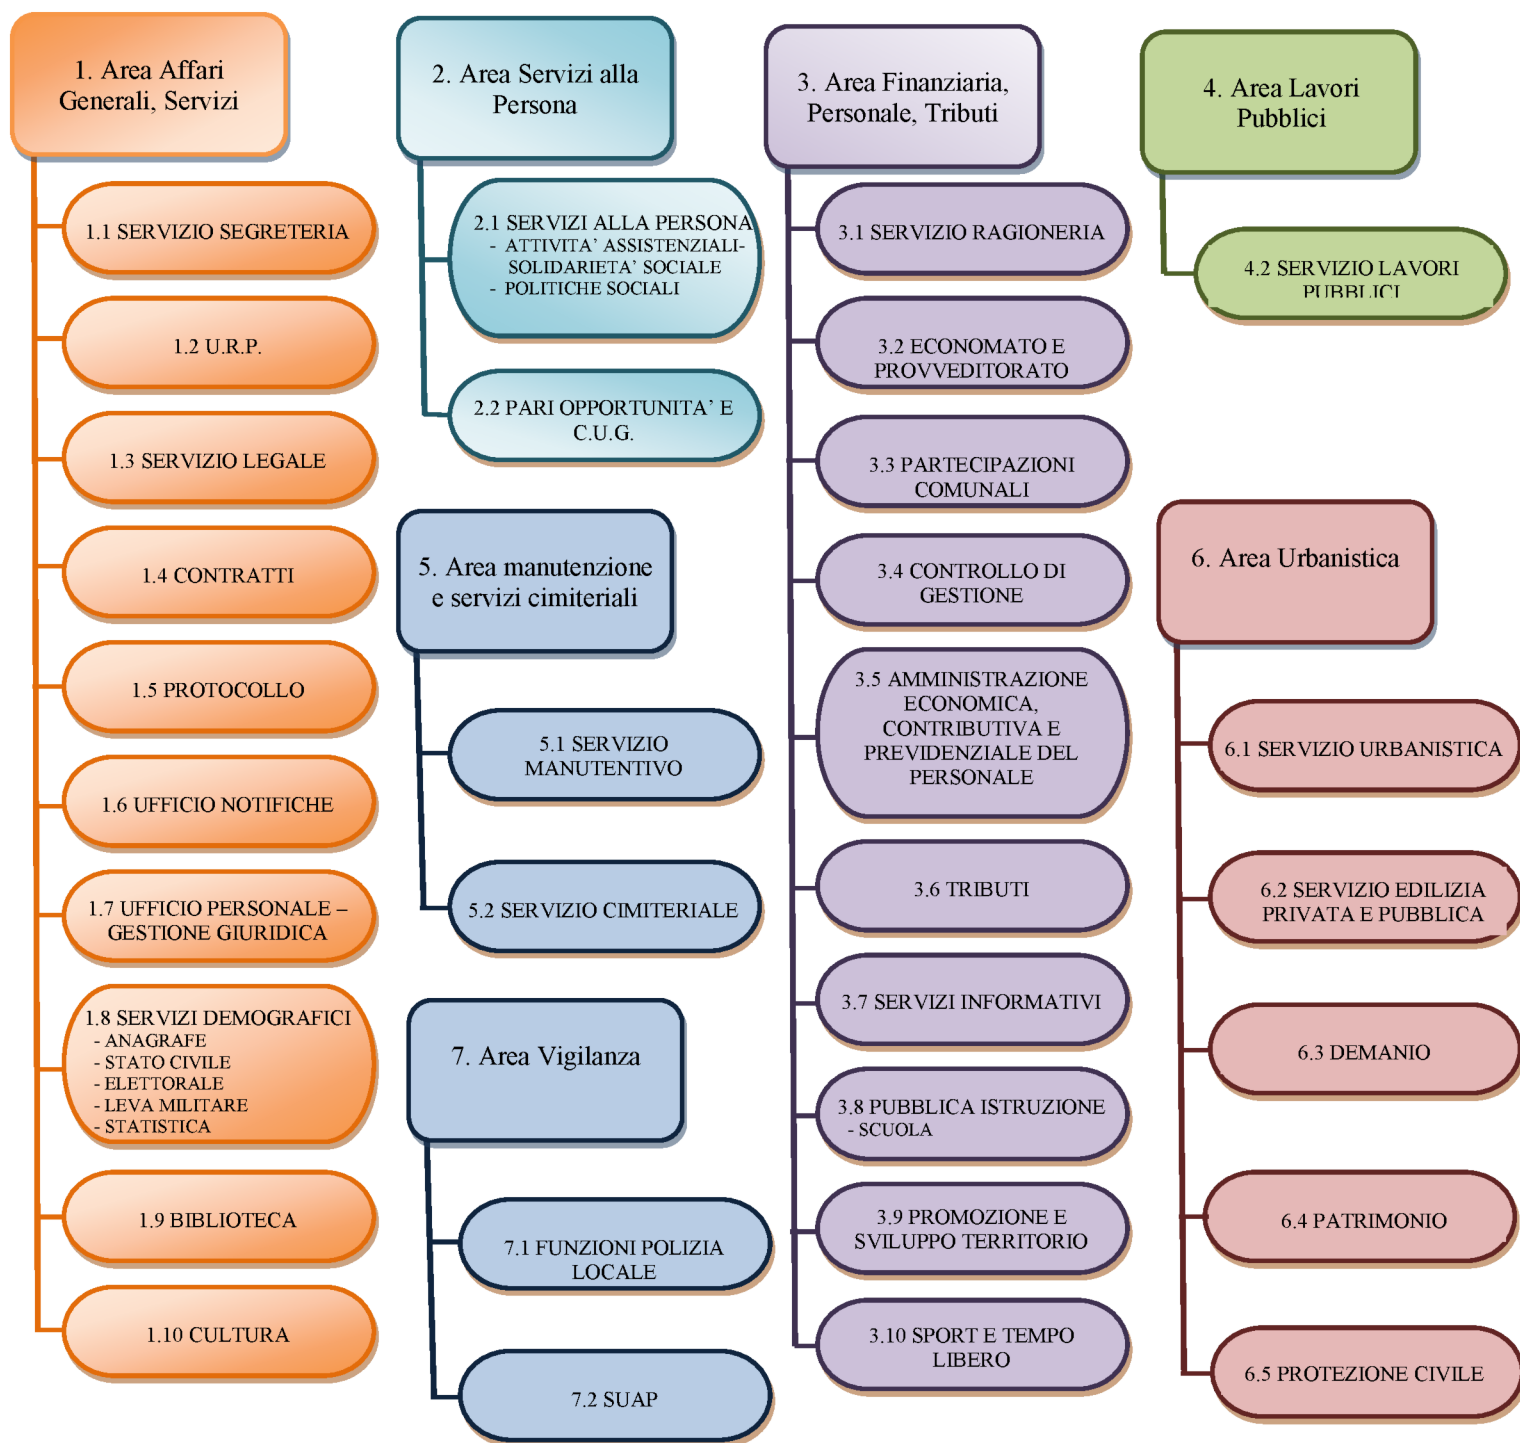 1. Area Affari
Generali, Servizi
1.1 SERVIZIO SEGRETERIA
1.2 U.R.P.
1.3 SERVIZIO LEGALE
1.4 CONTRATTI
1.5 PROTOCOLLO
1.6 UFFICIO NOTIFICHE
1.7 UFFICIO PERSONALE –
GESTIONE GIURIDICA
1.8 SERVIZI DEMOGRAFICI
- ANAGRAFE
- STATO CIVILE
- ELETTORALE
- LEVA MILITARE
- STATISTICA
1.9 BIBLIOTECA
1.10 CULTURA
2. Area Servizi alla
Persona
2.1 SERVIZI ALLA PERSONA
- ATTIVITA’ ASSISTENZIALI-
SOLIDARIETA’ SOCIALE
- POLITICHE SOCIALI
2.2 PARI OPPORTUNITA’ E
C.U.G.
5. Area manutenzione
e servizi cimiteriali
5.1 SERVIZIO
MANUTENTIVO
5.2 SERVIZIO CIMITERIALE
7. Area Vigilanza
7.1 FUNZIONI POLIZIA
LOCALE
7.2 SUAP
3. Area Finanziaria,
Personale, Tributi
3.1 SERVIZIO RAGIONERIA
3.2 ECONOMATO E
PROVVEDITORATO
3.3 PARTECIPAZIONI
COMUNALI
3.4 CONTROLLO DI
GESTIONE
3.5 AMMINISTRAZIONE
ECONOMICA,
CONTRIBUTIVA E
PREVIDENZIALE DEL
PERSONALE
3.6 TRIBUTI
3.7 SERVIZI INFORMATIVI
3.8 PUBBLICA ISTRUZIONE
- SCUOLA
3.9 PROMOZIONE E
SVILUPPO TERRITORIO
3.10 SPORT E TEMPO
LIBERO
4. Area Lavori
Pubblici
4.2 SERVIZIO LAVORI
PUBBLICI
6. Area Urbanistica
6.1 SERVIZIO URBANISTICA
6.2 SERVIZIO EDILIZIA
PRIVATA E PUBBLICA
6.3 DEMANIO
6.4 PATRIMONIO
6.5 PROTEZIONE CIVILE